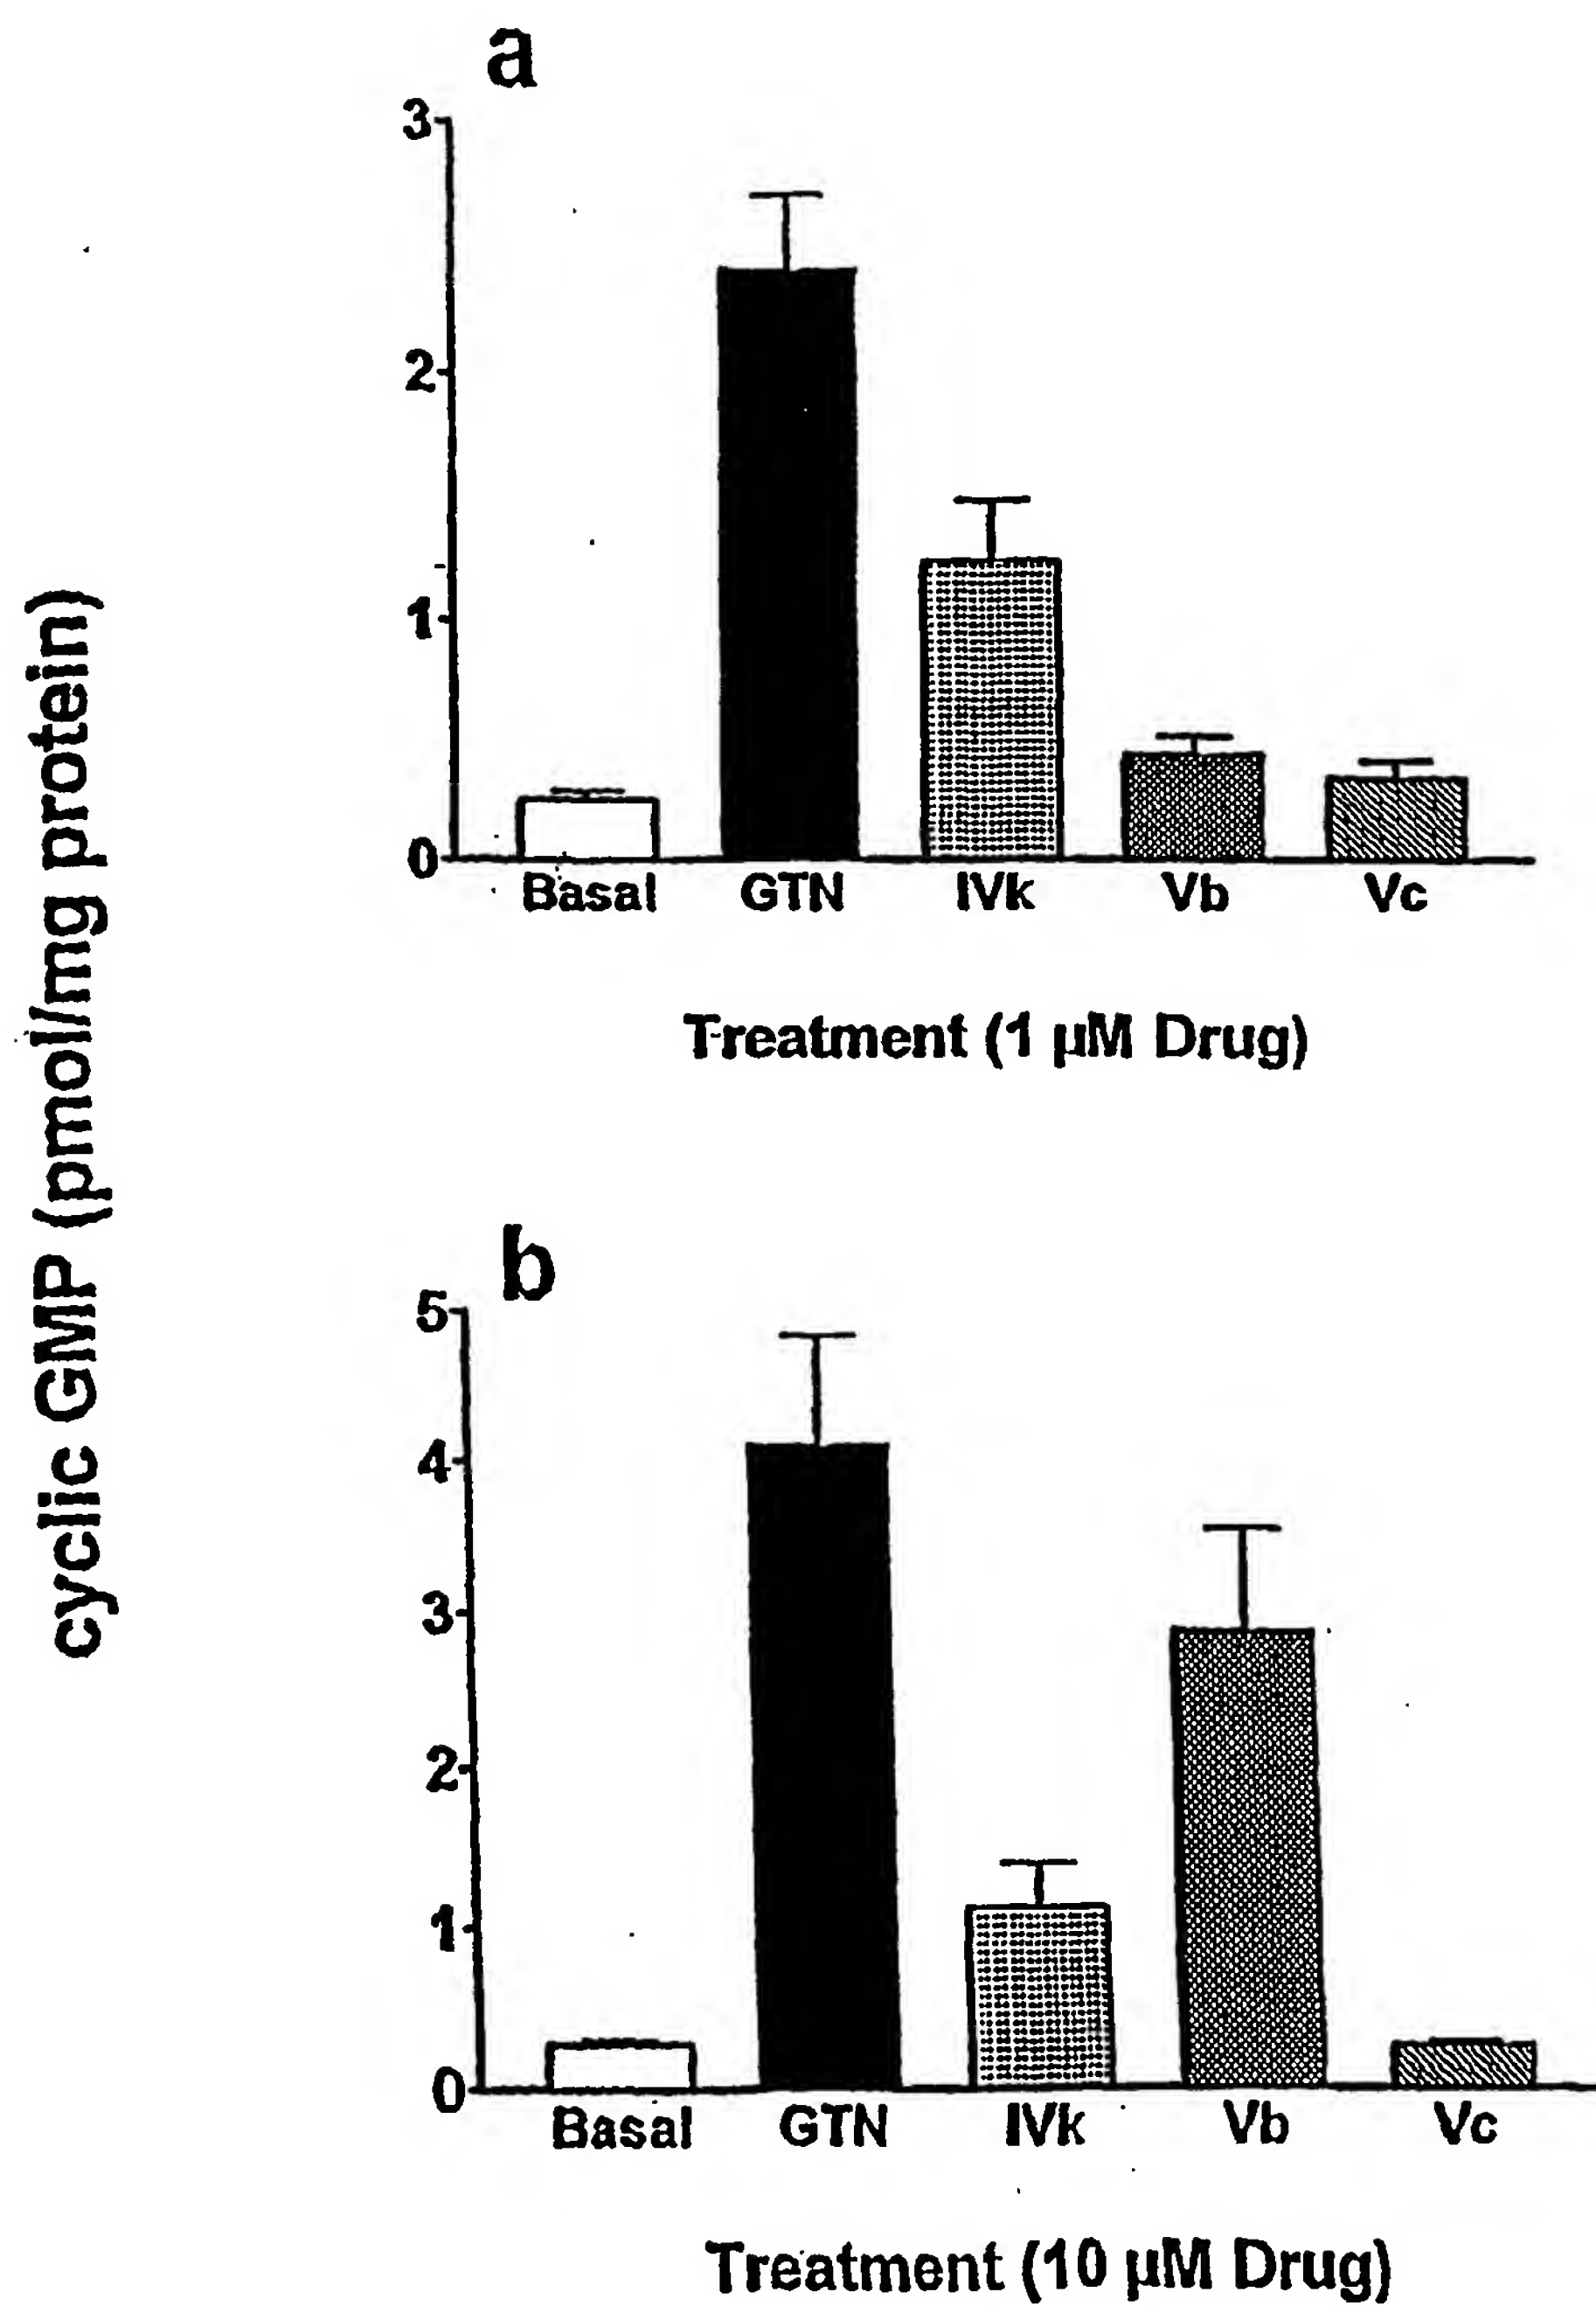 cyclic GMP (pmol/mg protein)
a
3
2
1
0
Basal GTN IVk Vb Vc
Treatment (1 µM Drug)
b
5
4
3
2
1
0
Basal GTN IVk Vb Vc
Treatment (10 µM Drug)